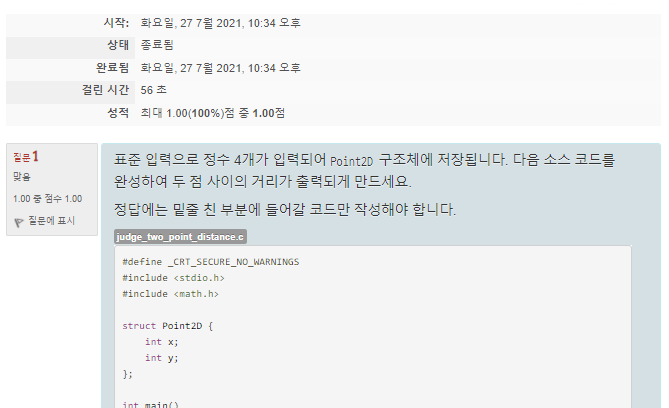 시작: 화요일, 27 7월 2021, 10:34 오후
상태 종료됨
완료됨 화요일, 27 7월 2021, 10:34 오후
걸린 시간 56 초
성적 최대 1.00(100%)점 중 1.00점
질문 1
맞음
1.00 중 점수 1.00
질문에 표시
표준 입력으로 정수 4개가 입력되어 Point2D 구조체에 저장됩니다. 다음 소스 코드를
완성하여 두 점 사이의 거리가 출력되게 만드세요.
정답에는 밑줄 친 부분에 들어갈 코드만 작성해야 합니다.
judge_two_point_distance.c
#define _CRT_SECURE_NO_WARNINGS
#include <stdio.h>
#include <math.h>
struct Point2D {
    int x;
    int y;
};
int main()